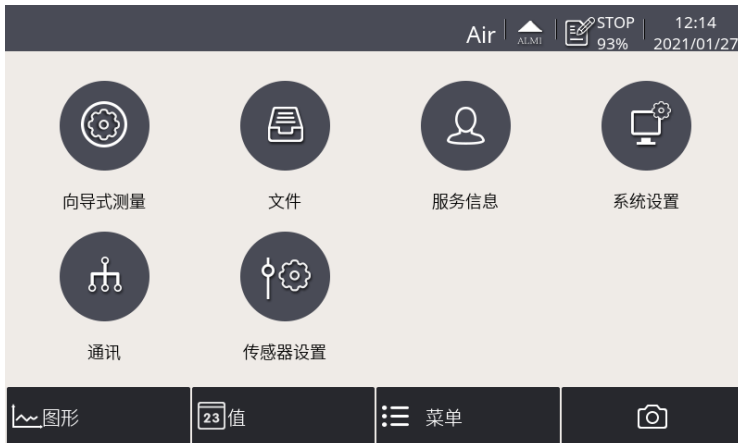 Air ALM1 STOP 12:14
93% 2021/01/27
向导式测量 文件 服务信息 系统设置
通讯 传感器设置
图形 23 值 菜单